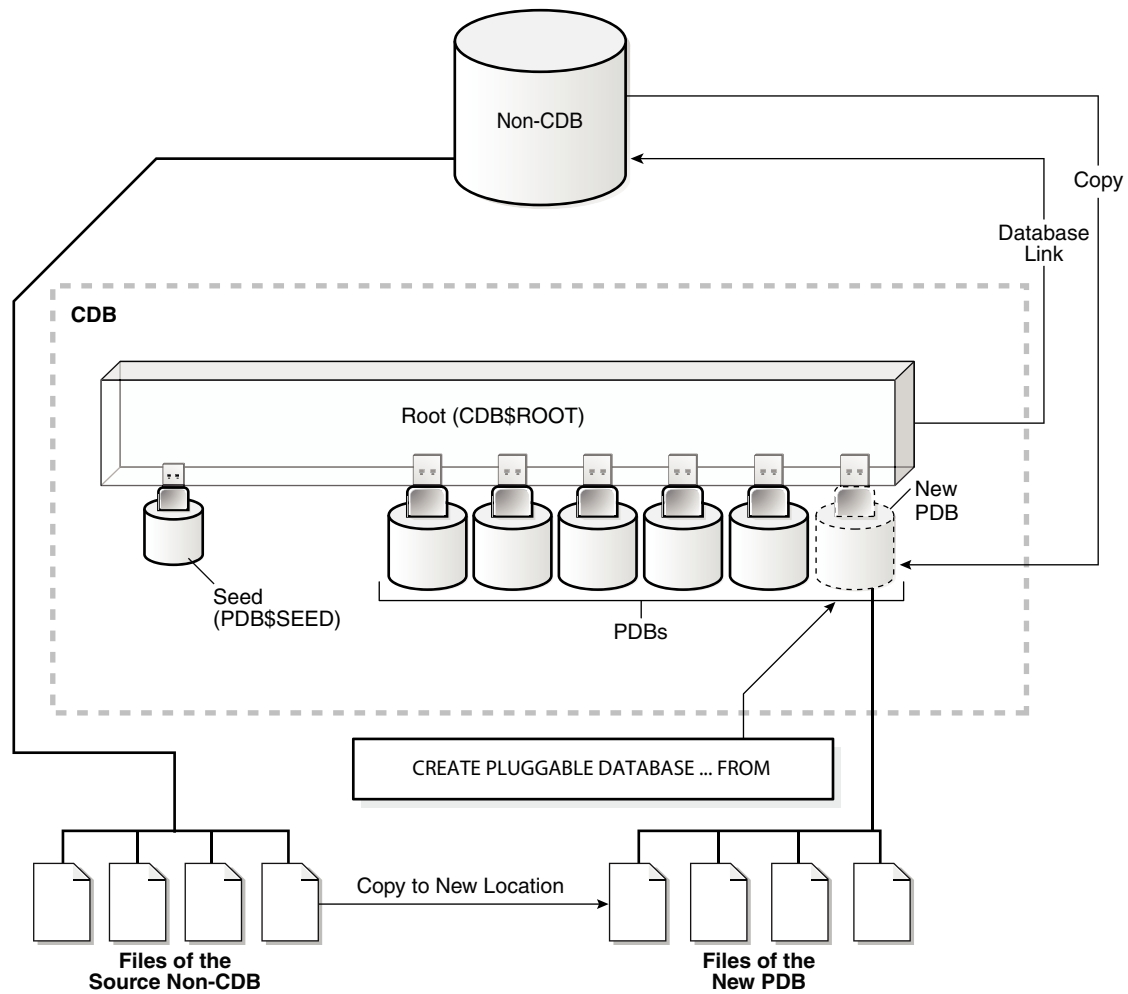 Non-CDB
Copy
Database
Link
CDB
Root (CDB$ROOT)
New
PDB
Seed
(PDB$SEED)
PDBs
CREATE PLUGGABLE DATABASE ... FROM
Copy to New Location
Files of the
Source Non-CDB
Files of the
New PDB